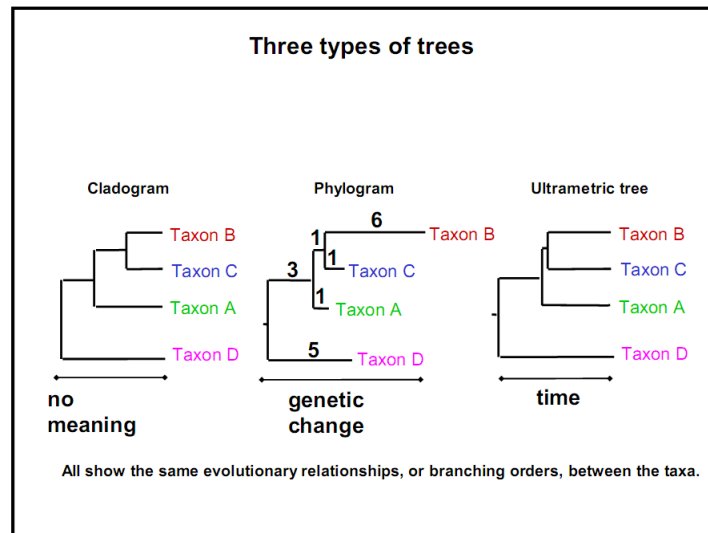 Three types of trees
Cladogram
Taxon B
Taxon C
Taxon A
Taxon D
no
meaning
Phylogram
6
Taxon B
1
1
Taxon C
3
1
Taxon A
5
Taxon D
genetic
change
Ultrametric tree
Taxon B
Taxon C
Taxon A
Taxon D
time
All show the same evolutionary relationships, or branching orders, between the taxa.